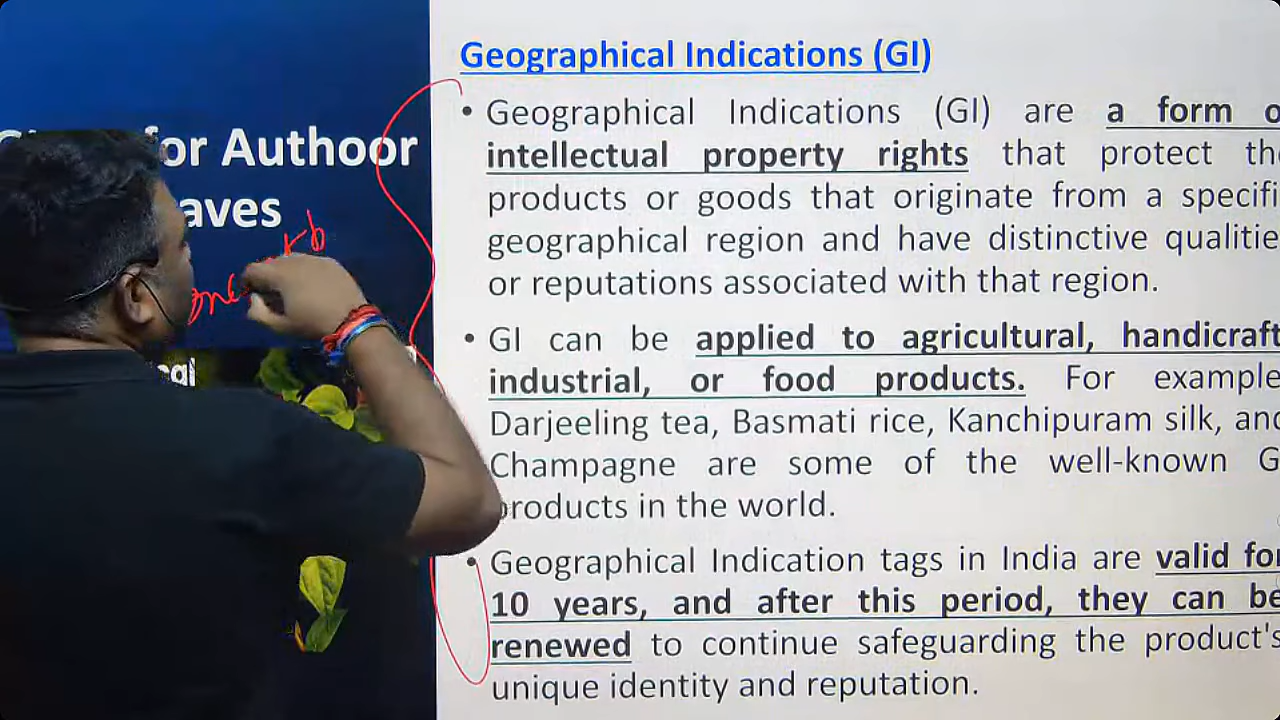 or Authoor
aves
Geographical Indications (GI)
• Geographical Indications (GI) are a form o
intellectual property rights that protect the
products or goods that originate from a specifi
geographical region and have distinctive qualitie
or reputations associated with that region.
• GI can be applied to agricultural, handicraft
industrial, or food products. For example
Darjeeling tea, Basmati rice, Kanchipuram silk, and
Champagne are some of the well-known G
products in the world.
• Geographical Indication tags in India are valid for
10 years, and after this period, they can be
renewed to continue safeguarding the product's
unique identity and reputation.